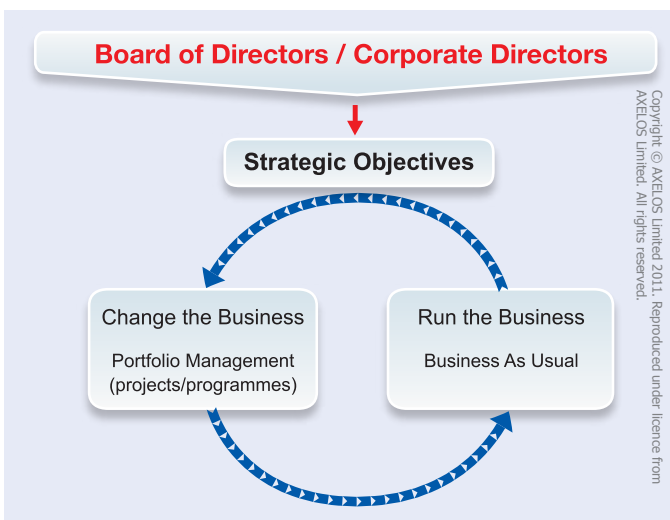 Board of Directors / Corporate Directors
Strategic Objectives
Change the Business
Portfolio Management
(projects/programmes)
Run the Business
Business As Usual
Copyright © AXELOS Limited 2011. Reproduced under licence from
AXELOS Limited. All rights reserved.